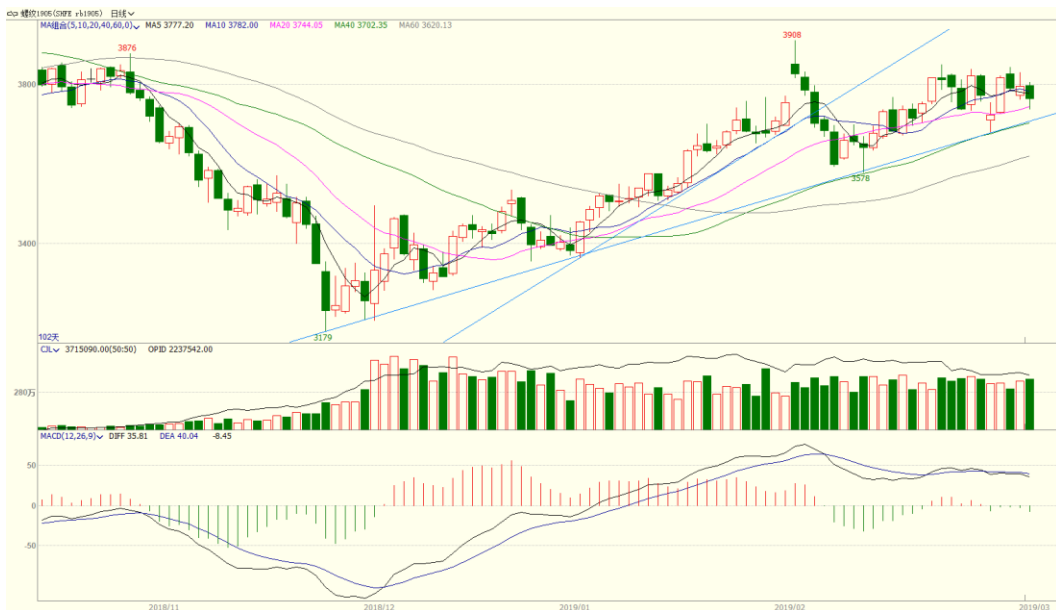 螺纹1905(SHFE rb1905) 日线
MA组合(5,10,20,40,60,0) MA5 3777.20 MA10 3782.00 MA20 3744.05 MA40 3702.35 MA60 3620.13
3876
3908
3800
3578
3400
3179
102天
CJL 3715090.00(50:50) OPID 2237542.00
280万
MACD(12,26,9) DIFF 35.81 DEA 40.04 -8.45
50
0
-50
2018/11 2018/12 2019/01 2019/02 2019/03